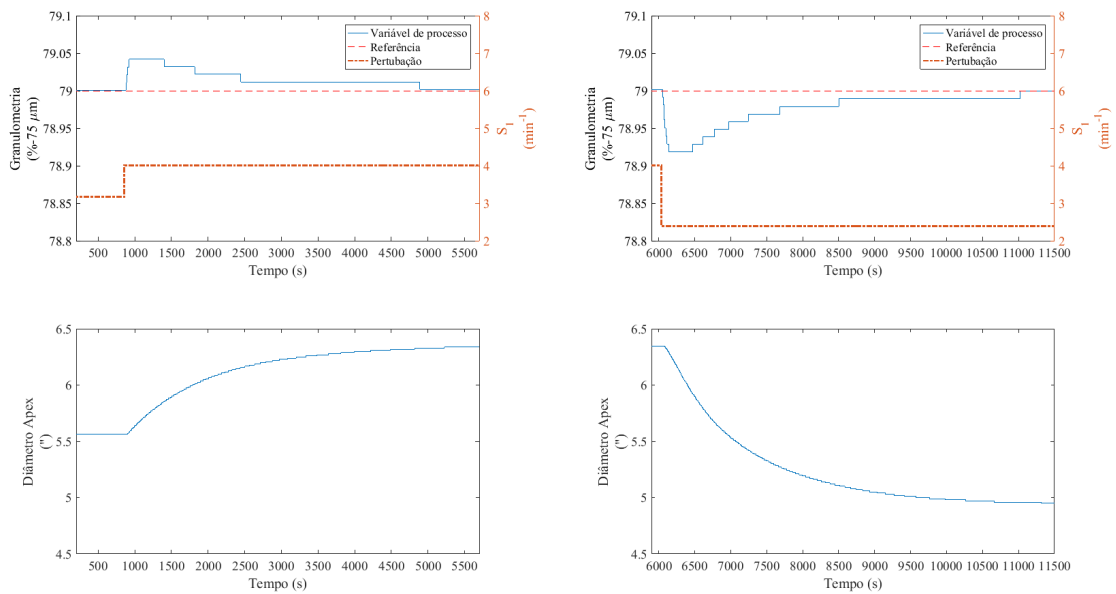 79.1
79.05
79
78.95
78.9
78.85
78.8
Granulometria
(%-75 µm)
Variável de processo
Referência
Pertubação
8
7
6
5
4
3
2
S1
(min-1)
500 1000 1500 2000 2500 3000 3500 4000 4500 5000 5500
Tempo (s)
79.1
79.05
79
78.95
78.9
78.85
78.8
Granulometria
(%-75 µm)
Variável de processo
Referência
Pertubação
8
7
6
5
4
3
2
S1
(min-1)
6000 6500 7000 7500 8000 8500 9000 9500 10000 10500 11000 11500
Tempo (s)
6.5
6
5.5
5
4.5
Diâmetro Apex
('')
500 1000 1500 2000 2500 3000 3500 4000 4500 5000 5500
Tempo (s)
6.5
6
5.5
5
4.5
Diâmetro Apex
('')
6000 6500 7000 7500 8000 8500 9000 9500 10000 10500 11000 11500
Tempo (s)